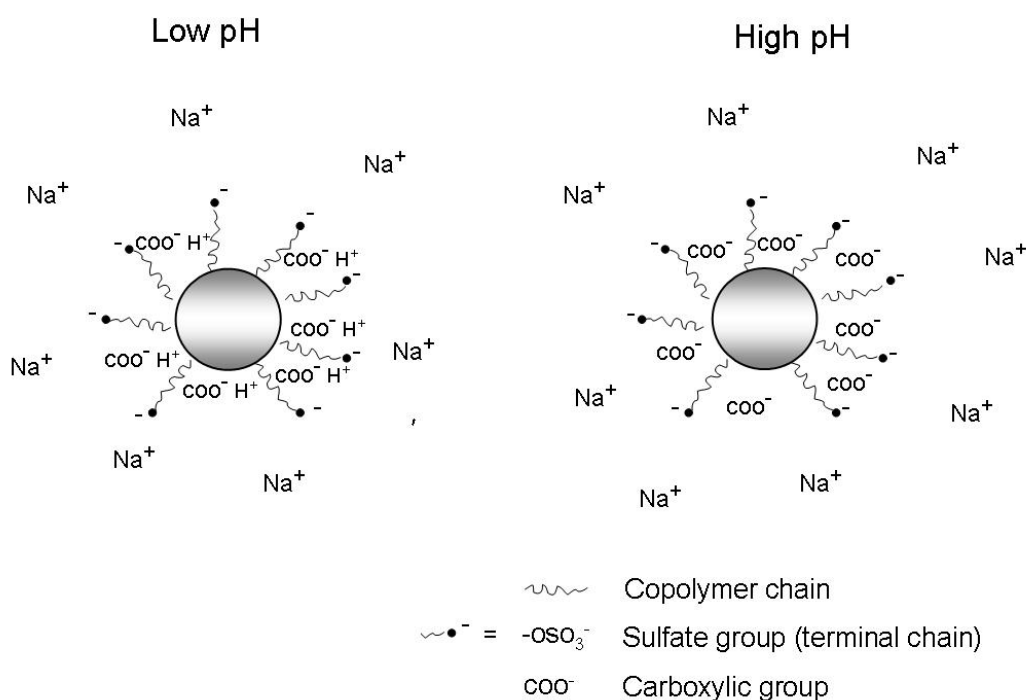 Low pH
Na⁺
Na⁺
Na⁺
-
-
-
COO⁻ H⁺
COO⁻ H⁺
-
-
COO⁻ H⁺
Na⁺
-
COO⁻ H⁺
Na⁺
COO⁻ H⁺
COO⁻ H⁺
-
-
,
Na⁺
Na⁺
High pH
Na⁺
Na⁺
Na⁺
-
-
-
COO⁻
COO⁻
COO⁻
Na⁺
-
-
COO⁻
COO⁻
-
COO⁻
Na⁺
COO⁻
-
-
Na⁺
Na⁺
Na⁺
Copolymer chain
- = -OSO₃⁻ Sulfate group (terminal chain)
COO⁻ Carboxylic group